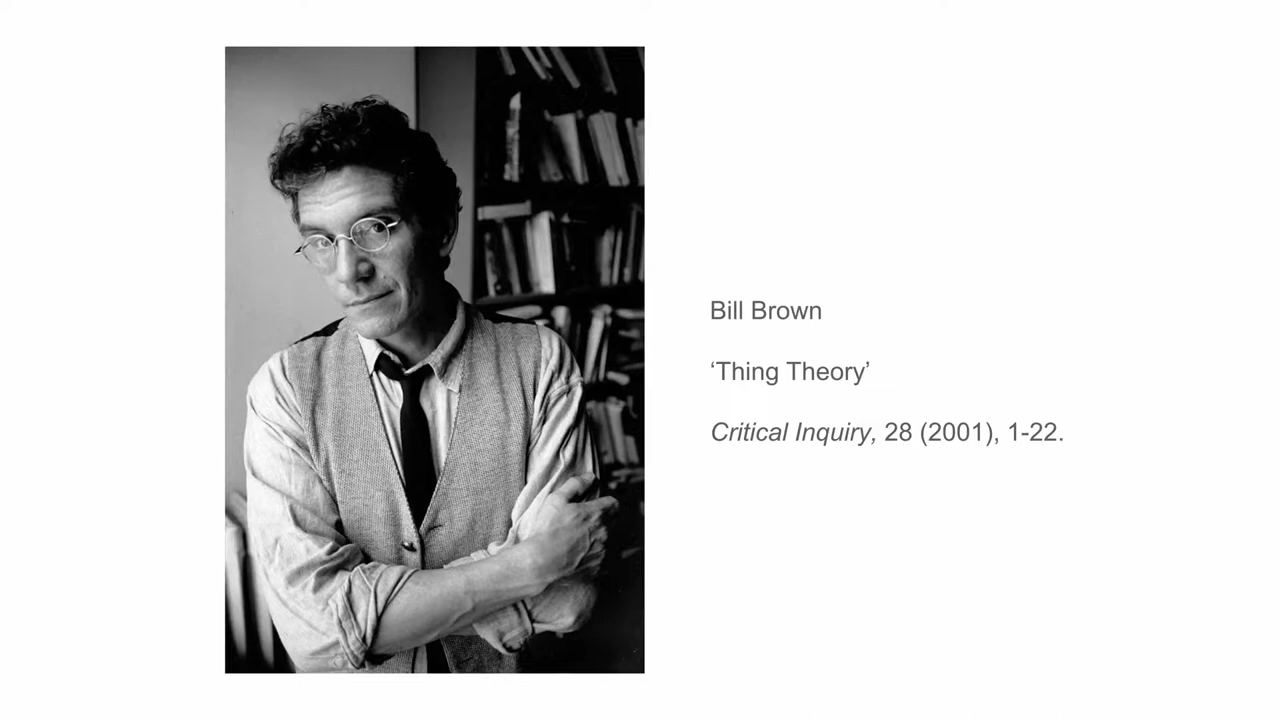 Bill Brown
‘Thing Theory’
Critical Inquiry, 28 (2001), 1-22.